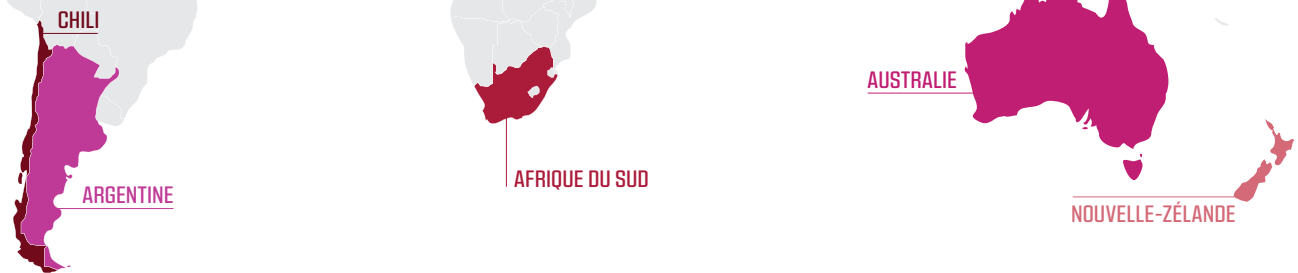 CHILI
AUSTRALIE
AFRIQUE DU SUD
ARGENTINE
NOUVELLE-ZÉLANDE